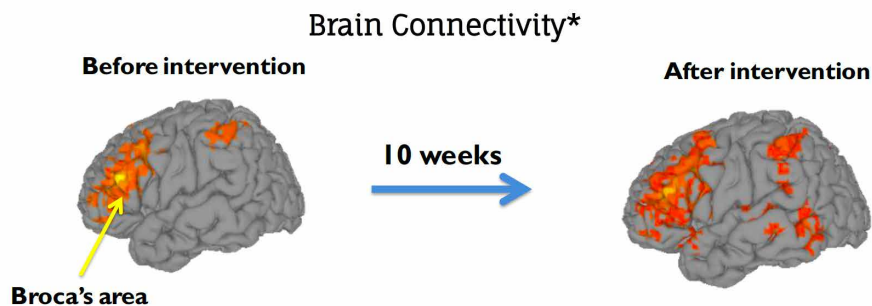 Brain Connectivity*
Before intervention
After intervention
10 weeks
Broca's area